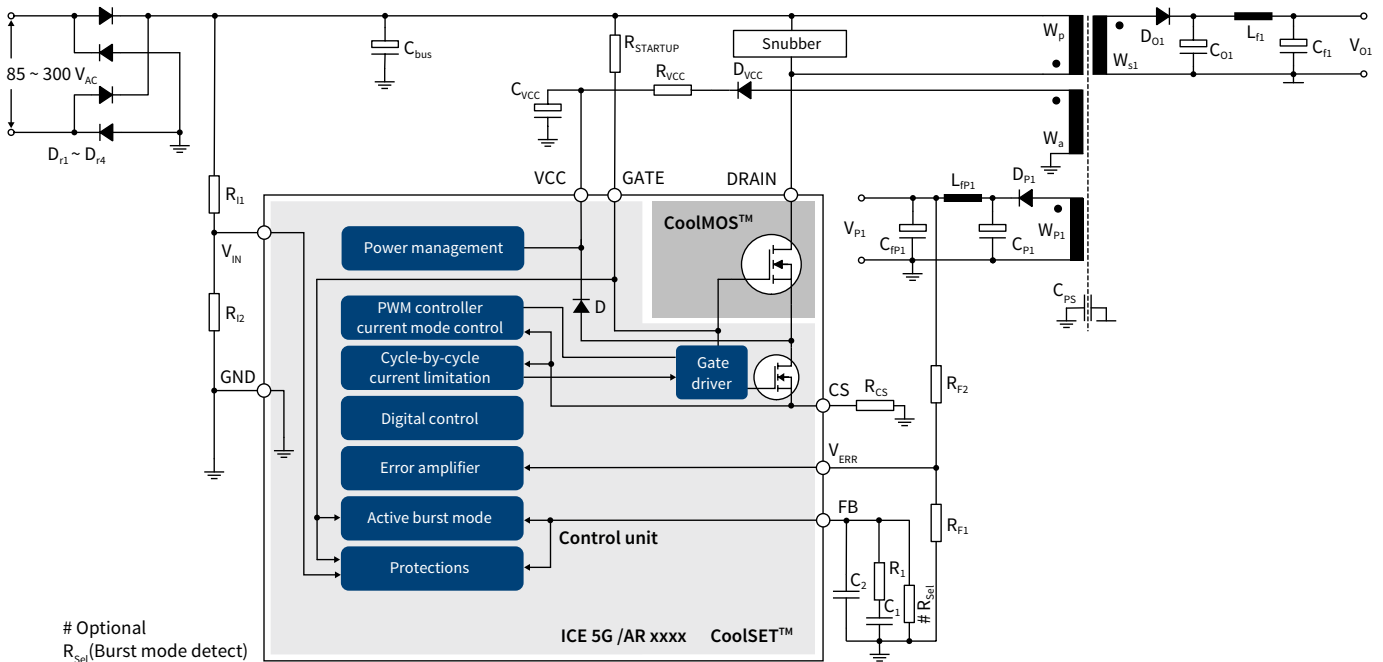 85 ~ 300 VAC
Dr1 ~ Dr4
Cbus
RSTARTUP
Snubber
Wp
Ws1
DO1
CO1
Lf1
Cf1
VO1
CVCC
RVCC
DVCC
Wa
RI1
VIN
RI2
GND
VCC
GATE
DRAIN
CoolMOS™
Power management
D
PWM controller
current mode control
Cycle-by-cycle
current limitation
Gate
driver
Digital control
Error amplifier
Active burst mode
Protections
Control unit
CS
RCS
VERR
FB
VP1
CfP1
LfP1
CP1
DP1
WP1
CPS
RF2
RF1
C2
R1
C1
# RSel
# Optional
RSel(Burst mode detect)
ICE 5G /AR xxxx CoolSET™